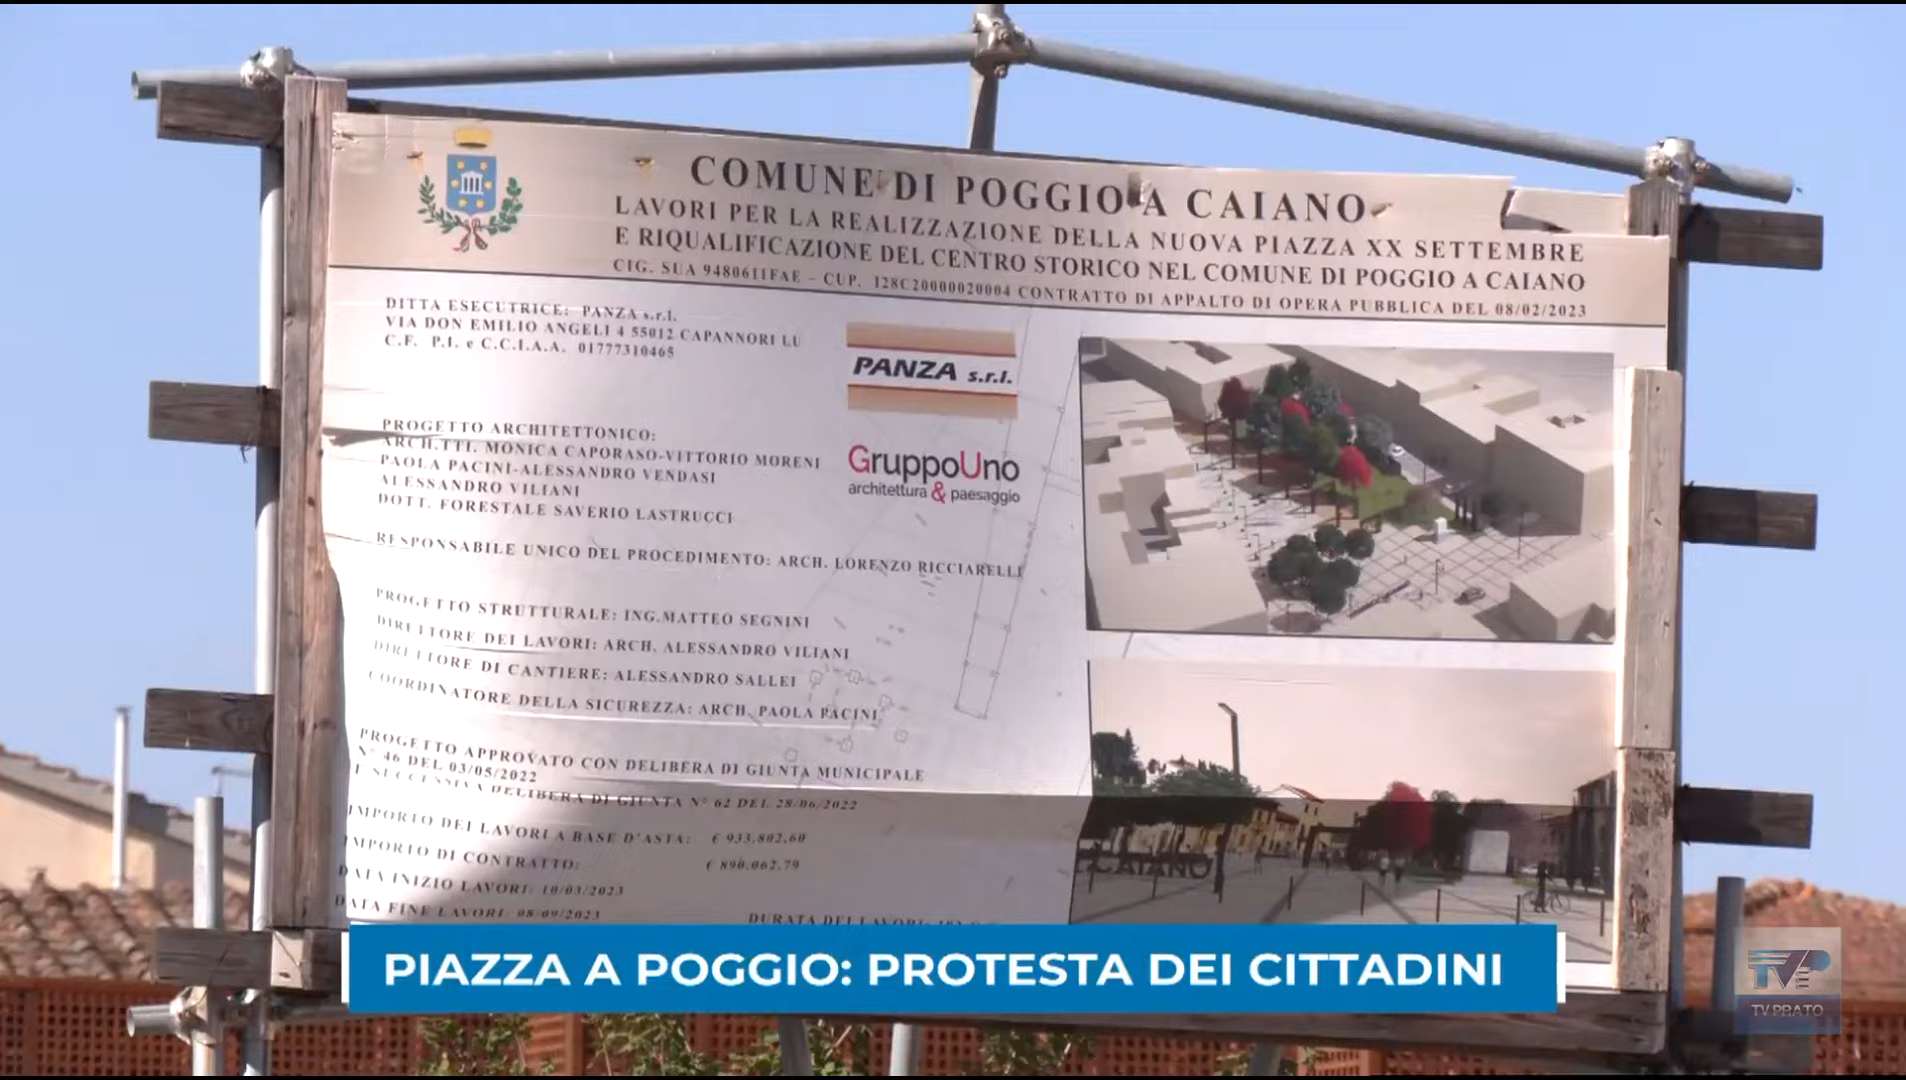 COMUNE DI POGGIO A CAIANO
LAVORI PER LA REALIZZAZIONE DELLA NUOVA PIAZZA XX SETTEMBRE
E RIQUALIFICAZIONE DEL CENTRO STORICO NEL COMUNE DI POGGIO A CAIANO
CIG. SUA 9480611FAE – CUP. I28C20000020004 CONTRATTO DI APPALTO DI OPERA PUBBLICA DEL 08/02/2023
DITTA ESECUTRICE: PANZA s.r.l.
VIA DON EMILIO ANGELI 4 55012 CAPANNORI LU
C.F. P.I. e C.C.I.A.A. 01777310465
PANZA s.r.l.
PROGETTO ARCHITETTONICO:
ARCH.TTI. MONICA CAPORASO-VITTORIO MORENI
PAOLA PACINI-ALESSANDRO VENDASI
ALESSANDRO VILIANI
DOTT. FORESTALE SAVERIO LASTRUCCI
GruppoUno
architettura & paesaggio
RESPONSABILE UNICO DEL PROCEDIMENTO: ARCH. LORENZO RICCIARELLI
PROGETTO STRUTTURALE: ING.MATTEO SEGNINI
DIRETTORE DEI LAVORI: ARCH. ALESSANDRO VILIANI
DIRETTORE DI CANTIERE: ALESSANDRO SALLEI
COORDINATORE DELLA SICUREZZA: ARCH. PAOLA PACINI
PROGETTO APPROVATO CON DELIBERA DI GIUNTA MUNICIPALE
N° 46 DEL 03/05/2022
E SUCCESSIVA DELIBERA DI GIUNTA N° 62 DEL 28/06/2022
IMPORTO DEI LAVORI A BASE D'ASTA: € 933.802,60
IMPORTO DI CONTRATTO: € 890.062,79
DATA INIZIO LAVORI: 10/03/2023
DATA FINE LAVORI: 08/09/2023 DURATA DEI LAVORI:
CAIANO
PIAZZA A POGGIO: PROTESTA DEI CITTADINI
TVP
TV PRATO